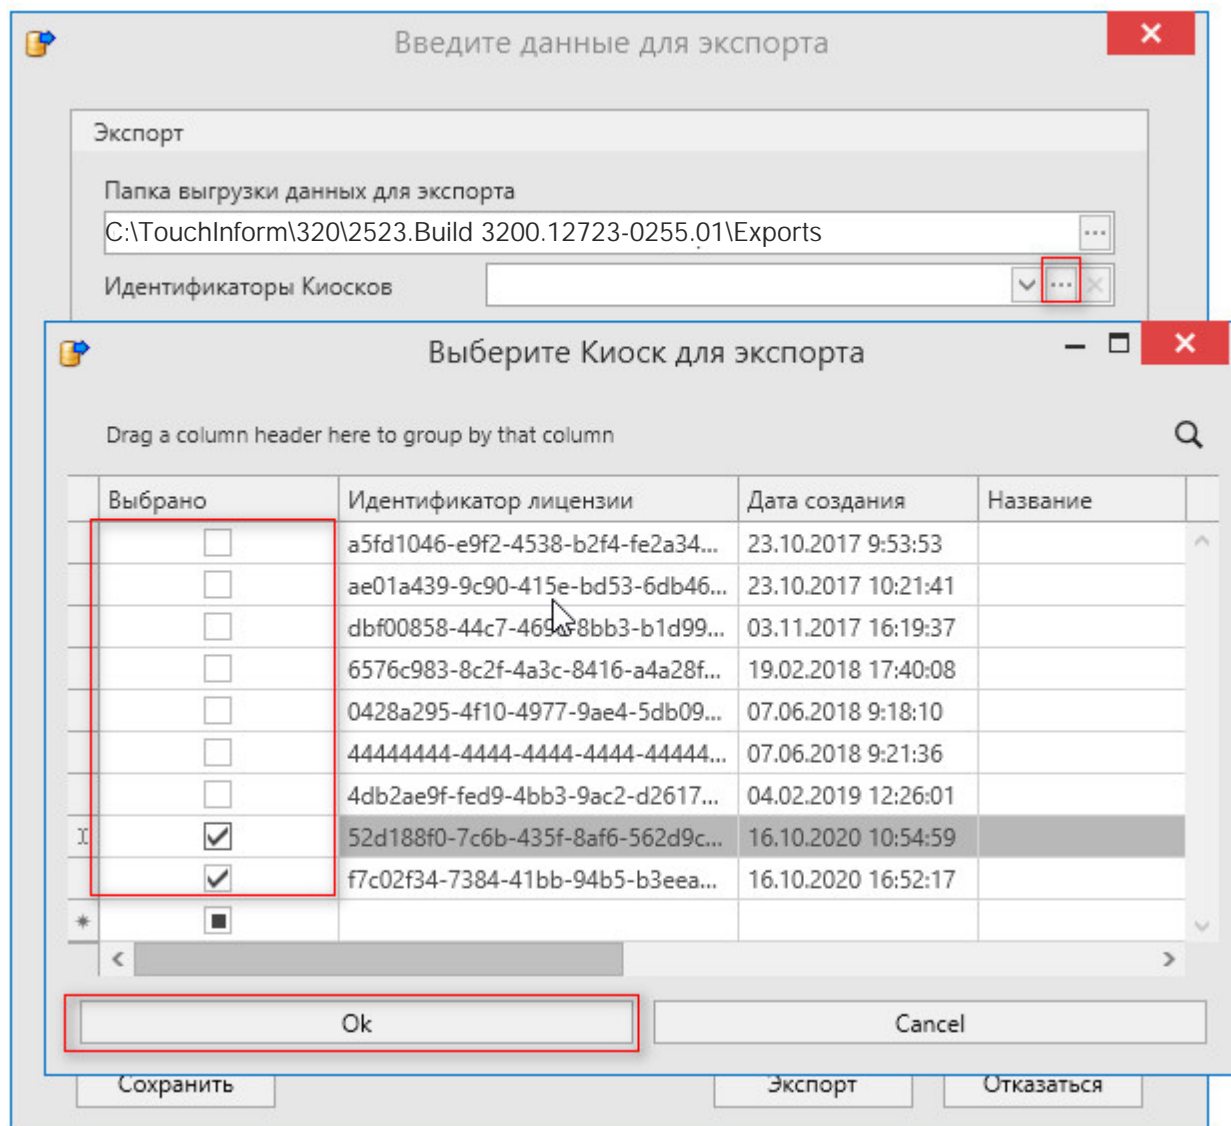 Введите данные для экспорта
Экспорт
Папка выгрузки данных для экспорта
C:\TouchInform\320\2523.Build 3200.12723-0255.01\Exports
Идентификаторы Киосков
Выберите Киоск для экспорта
Drag a column header here to group by that column
Выбрано Идентификатор лицензии Дата создания Название
a5fd1046-e9f2-4538-b2f4-fe2a34... 23.10.2017 9:53:53
ae01a439-9c90-415e-bd53-6db46... 23.10.2017 10:21:41
03.11.2017 16:19:37
6576c983-8c2f-4a3c-8416-a4a28f... 19.02.2018 17:40:08
0428a295-4f10-4977-9ae4-5db09... 07.06.2018 9:18:10
44444444-4444-4444-4444-44444... 07.06.2018 9:21:36
4db2ae9f-fed9-4bb3-9ac2-d2617... 04.02.2019 12:26:01
52d188f0-7c6b-435f-8af6-562d9c... 16.10.2020 10:54:59
f7c02f34-7384-41bb-94b5-b3eea... 16.10.2020 16:52:17
Ok Cancel
Сохранить Экспорт Отказаться